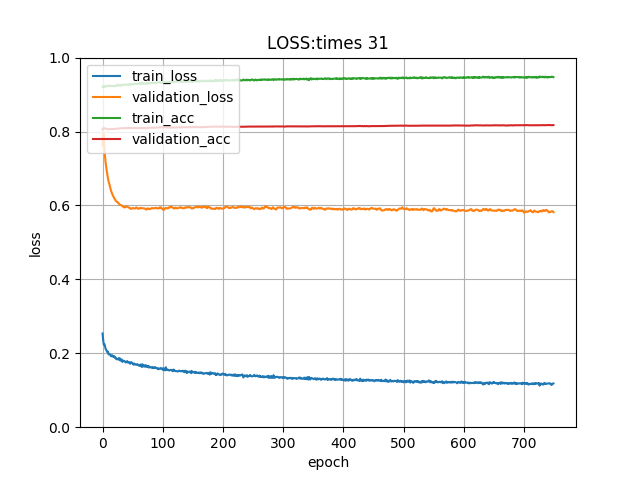 LOSS:times 31
1.0
0.8
0.6
0.4
0.2
0.0
loss
train_loss
validation_loss
train_acc
validation_acc
0 100 200 300 400 500 600 700
epoch